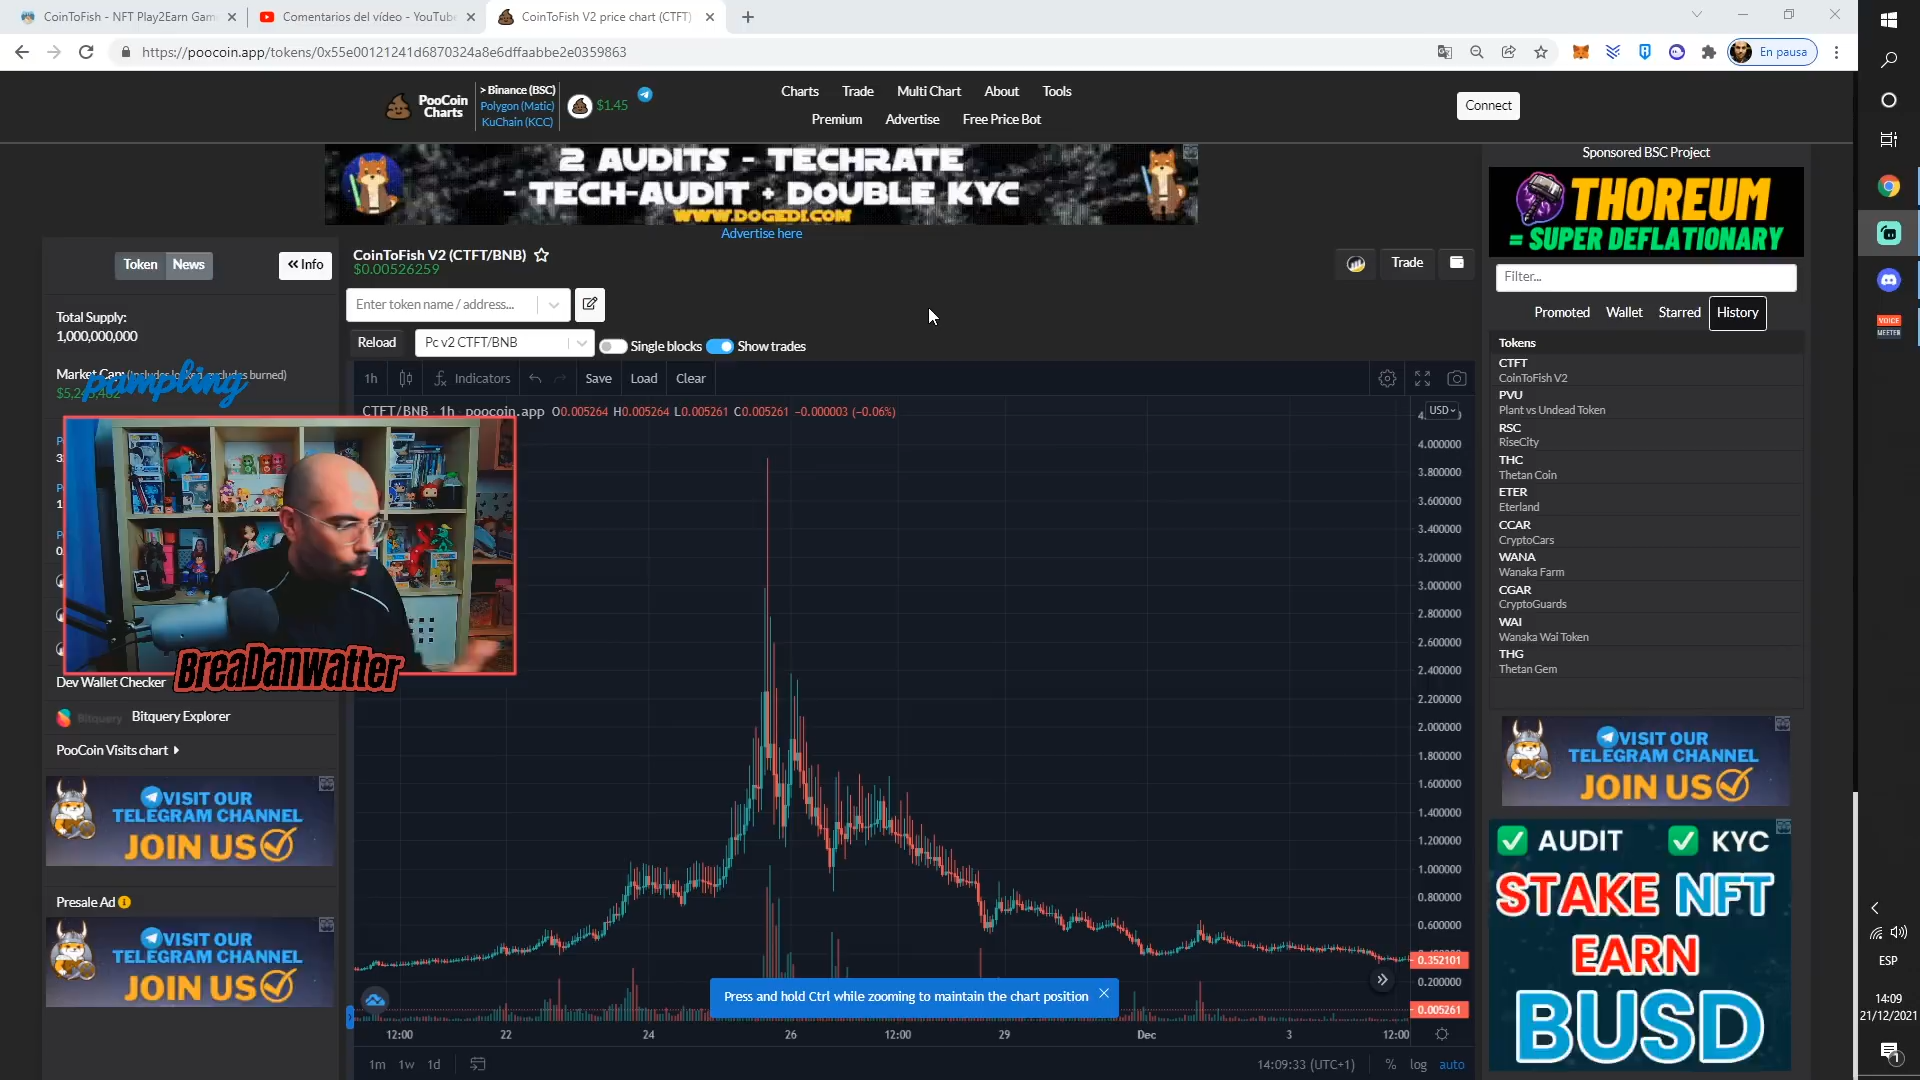 CoinToFish - NFT Play2Earn Gam
Comentarios del vídeo - YouTube
CoinToFish V2 price chart (CTFT)
https://poocoin.app/tokens/0x55e00121241d6870324a8e6dffaabbe2e0359863
En pausa
PooCoin
Charts
> Binance (BSC)
Polygon (Matic)
KuChain (KCC)
$1.45
Charts Trade Multi Chart About Tools
Premium Advertise Free Price Bot
Connect
2 AUDITS - TECHRATE
- TECH-AUDIT + DOUBLE KYC
WWW.DOGEDI.COM
Advertise here
Sponsored BSC Project
THOREUM
= SUPER DEFLATIONARY
Token News
Info
Total Supply:
1,000,000,000
Market Cap: (includes locked, excludes burned)
pampling
BreaDanwatter
Dev Wallet Checker
Bitquery Bitquery Explorer
PooCoin Visits chart
VISIT OUR
TELEGRAM CHANNEL
JOIN US
Presale Ad
VISIT OUR
TELEGRAM CHANNEL
JOIN US
CoinToFish V2 (CTFT/BNB)
$0.00526259
Trade
Enter token name / address...
Reload
Pc v2 CTFT/BNB
Single blocks
Show trades
1h
Indicators
Save
Load
Clear
CTFT/BNB · 1h · poocoin.app O0.005264 H0.005264 L0.005261 C0.005261 −0.000003 (−0.06%)
USD
4.000000
3.800000
3.600000
3.400000
3.200000
3.000000
2.800000
2.600000
2.400000
2.200000
2.000000
1.800000
1.600000
1.400000
1.200000
1.000000
0.800000
0.600000
0.352101
0.200000
0.005261
Press and hold Ctrl while zooming to maintain the chart position
12:00 22 24 26 12:00 29 Dec 3 12:00
1m 1w 1d
14:09:33 (UTC+1)
% log auto
Filter...
Promoted Wallet Starred History
Tokens
CTFT
CoinToFish V2
PVU
Plant vs Undead Token
RSC
RiseCity
THC
Thetan Coin
ETER
Eterland
CCAR
CryptoCars
WANA
Wanaka Farm
CGAR
CryptoGuards
WAI
Wanaka Wai Token
THG
Thetan Gem
VISIT OUR
TELEGRAM CHANNEL
JOIN US
AUDIT KYC
STAKE NFT
EARN
BUSD
VOICE
MEETER
ESP
14:09
21/12/2021
1